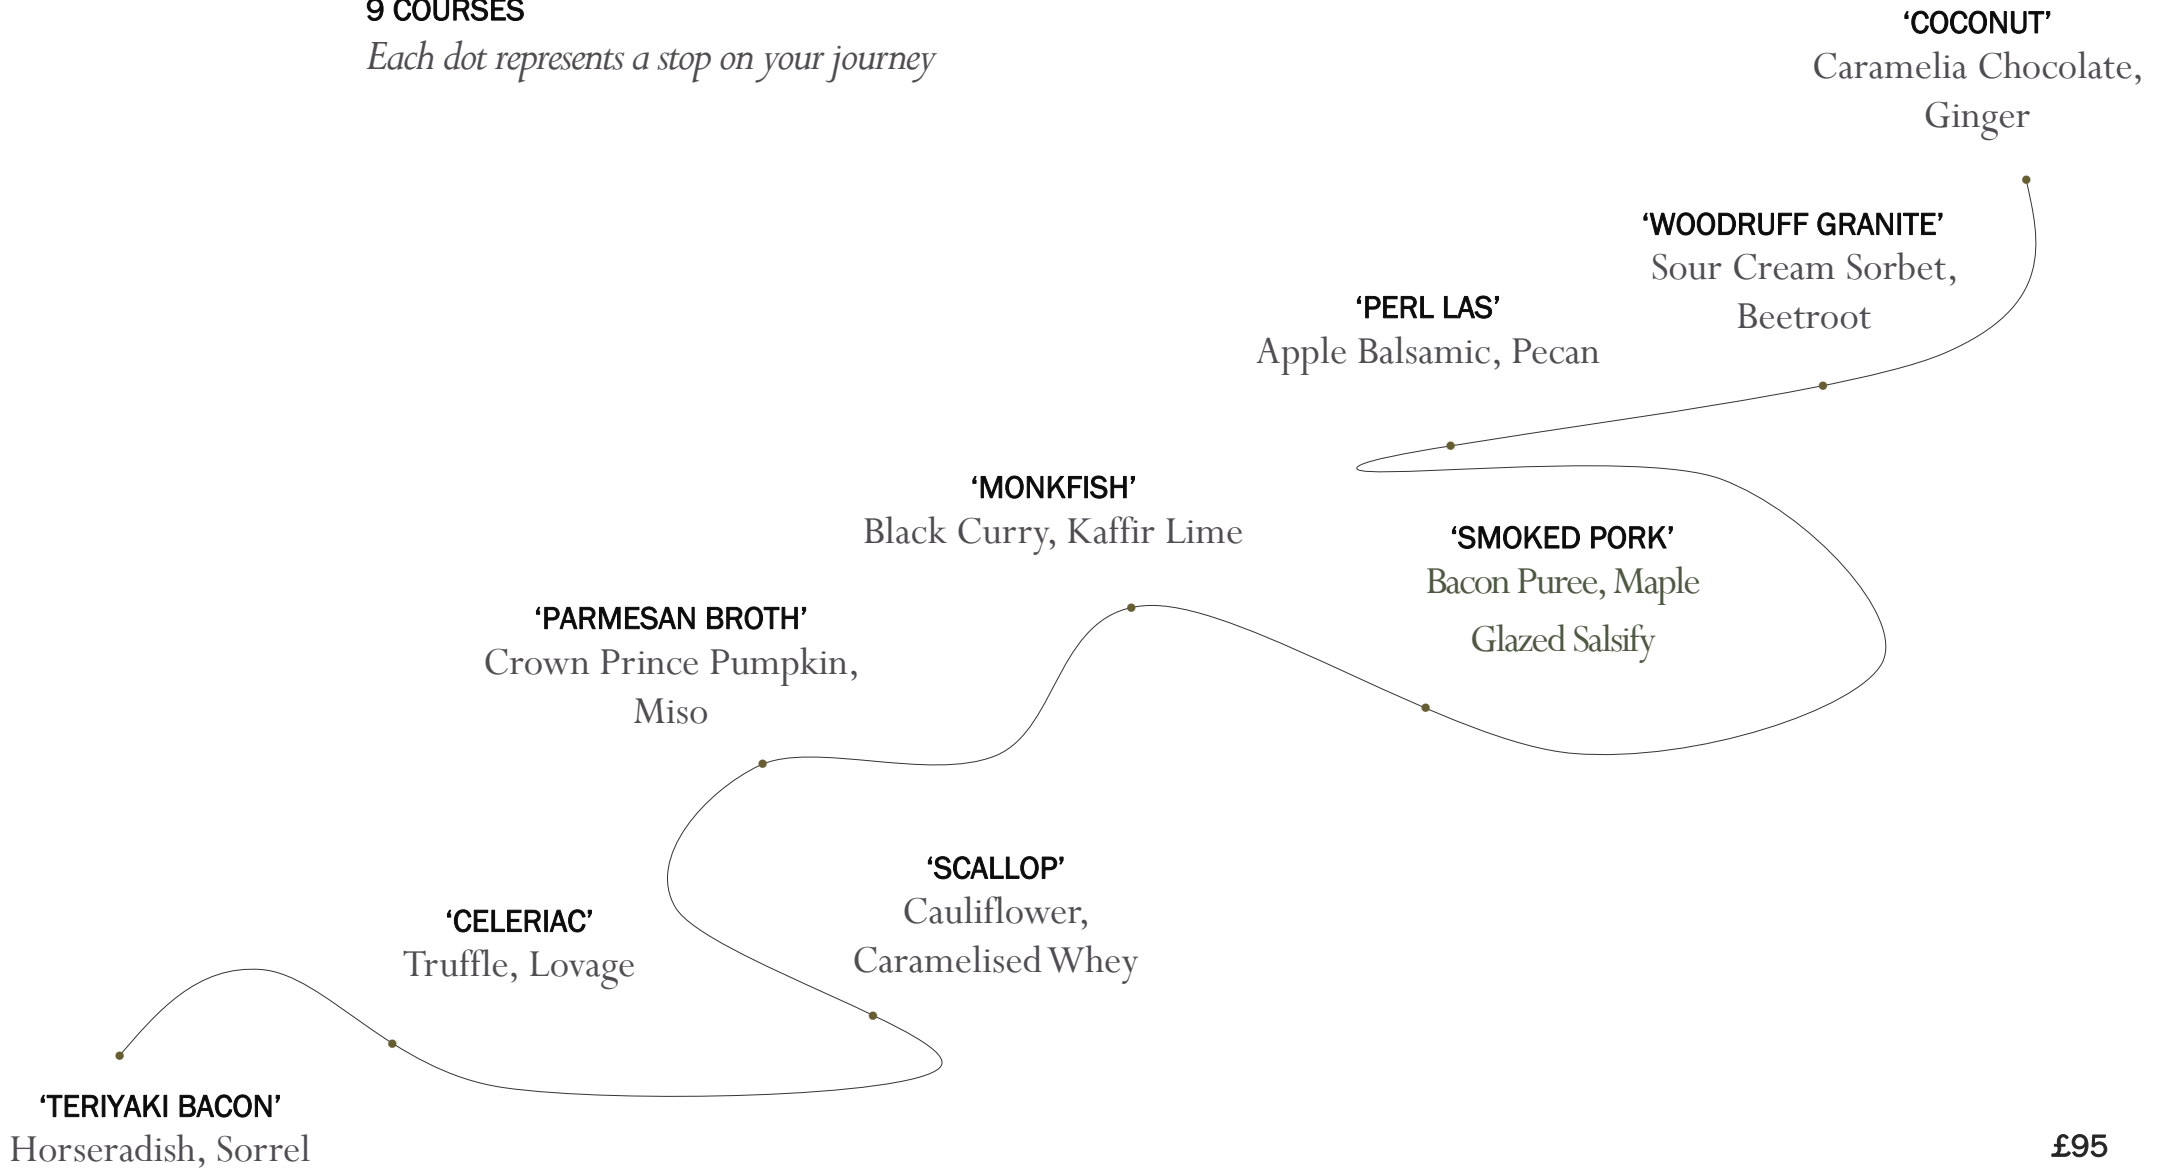 9 COURSES
Each dot represents a stop on your journey
‘COCONUT’
Caramelia Chocolate,
Ginger
‘WOODRUFF GRANITE’
Sour Cream Sorbet,
Beetroot
‘PERL LAS’
Apple Balsamic, Pecan
‘MONKFISH’
Black Curry, Kaffir Lime
‘SMOKED PORK’
Bacon Puree, Maple
Glazed Salsify
‘PARMESAN BROTH’
Crown Prince Pumpkin,
Miso
‘SCALLOP’
Cauliflower,
Caramelised Whey
‘CELERIAC’
Truffle, Lovage
‘TERIYAKI BACON’
Horseradish, Sorrel
£95